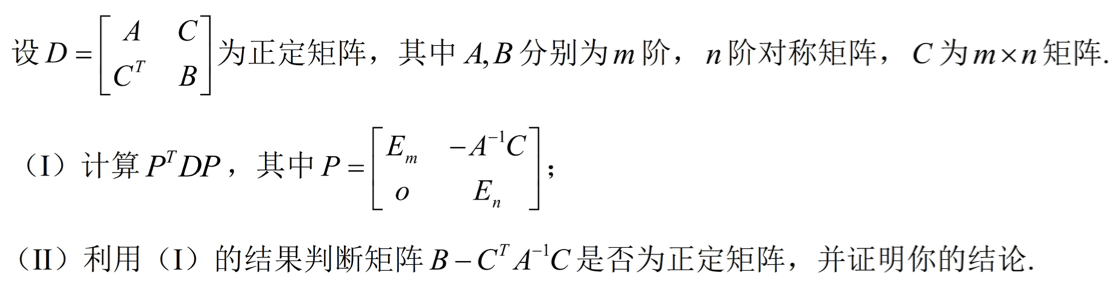 设 $D=\begin{bmatrix} A & C \\ C^T & B \end{bmatrix}$ 为正定矩阵，其中 $A,B$ 分别为 $m$ 阶，$n$ 阶对称矩阵，$C$ 为 $m\times n$ 矩阵.
（I）计算 $P^TDP$，其中 $P=\begin{bmatrix} E_m & -A^{-1}C \\ o & E_n \end{bmatrix}$；
（II）利用（I）的结果判断矩阵 $B-C^TA^{-1}C$ 是否为正定矩阵，并证明你的结论.